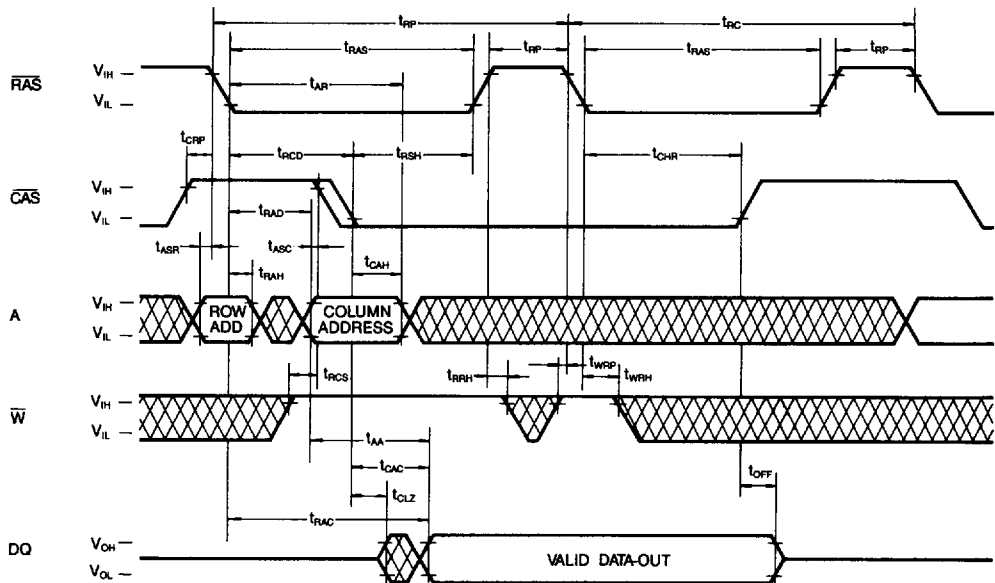 tRP tRC
tRAS tRP tRAS tRP
tAR
RAS VIH
VIL
tCRP tRCD tRSH tCHR
CAS VIH
VIL
tRAD
tASR tASC
tRAH tCAH
A VIH
VIL
ROW ADD
COLUMN ADDRESS
tRCS tRRH tWRP tWRH
W VIH
VIL
tAA
tCAC
tCLZ tOFF
tRAC
DQ VOH
VOL
VALID DATA-OUT